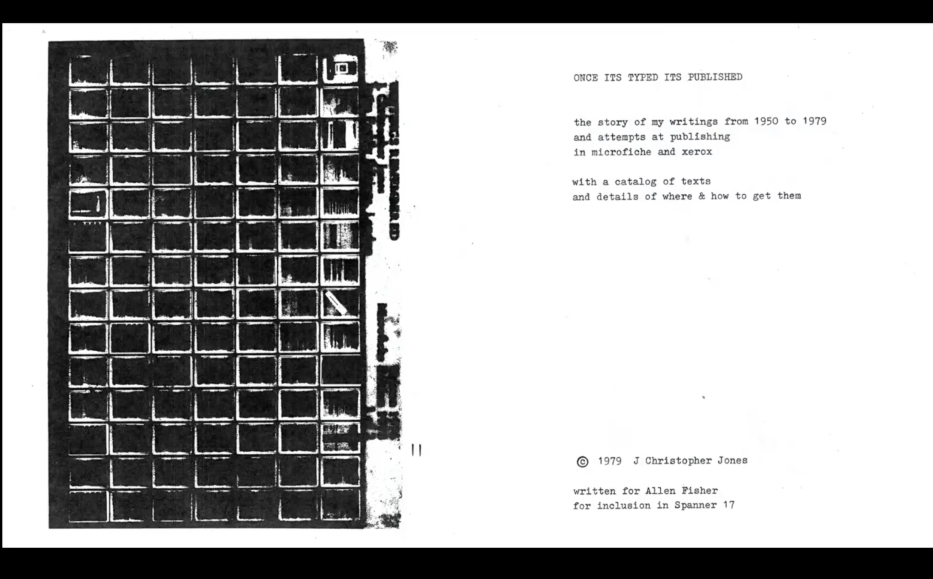 ONCE ITS TYPED ITS PUBLISHED
the story of my writings from 1950 to 1979
and attempts at publishing
in microfiche and xerox
with a catalog of texts
and details of where & how to get them
© 1979 J Christopher Jones
written for Allen Fisher
for inclusion in Spanner 17